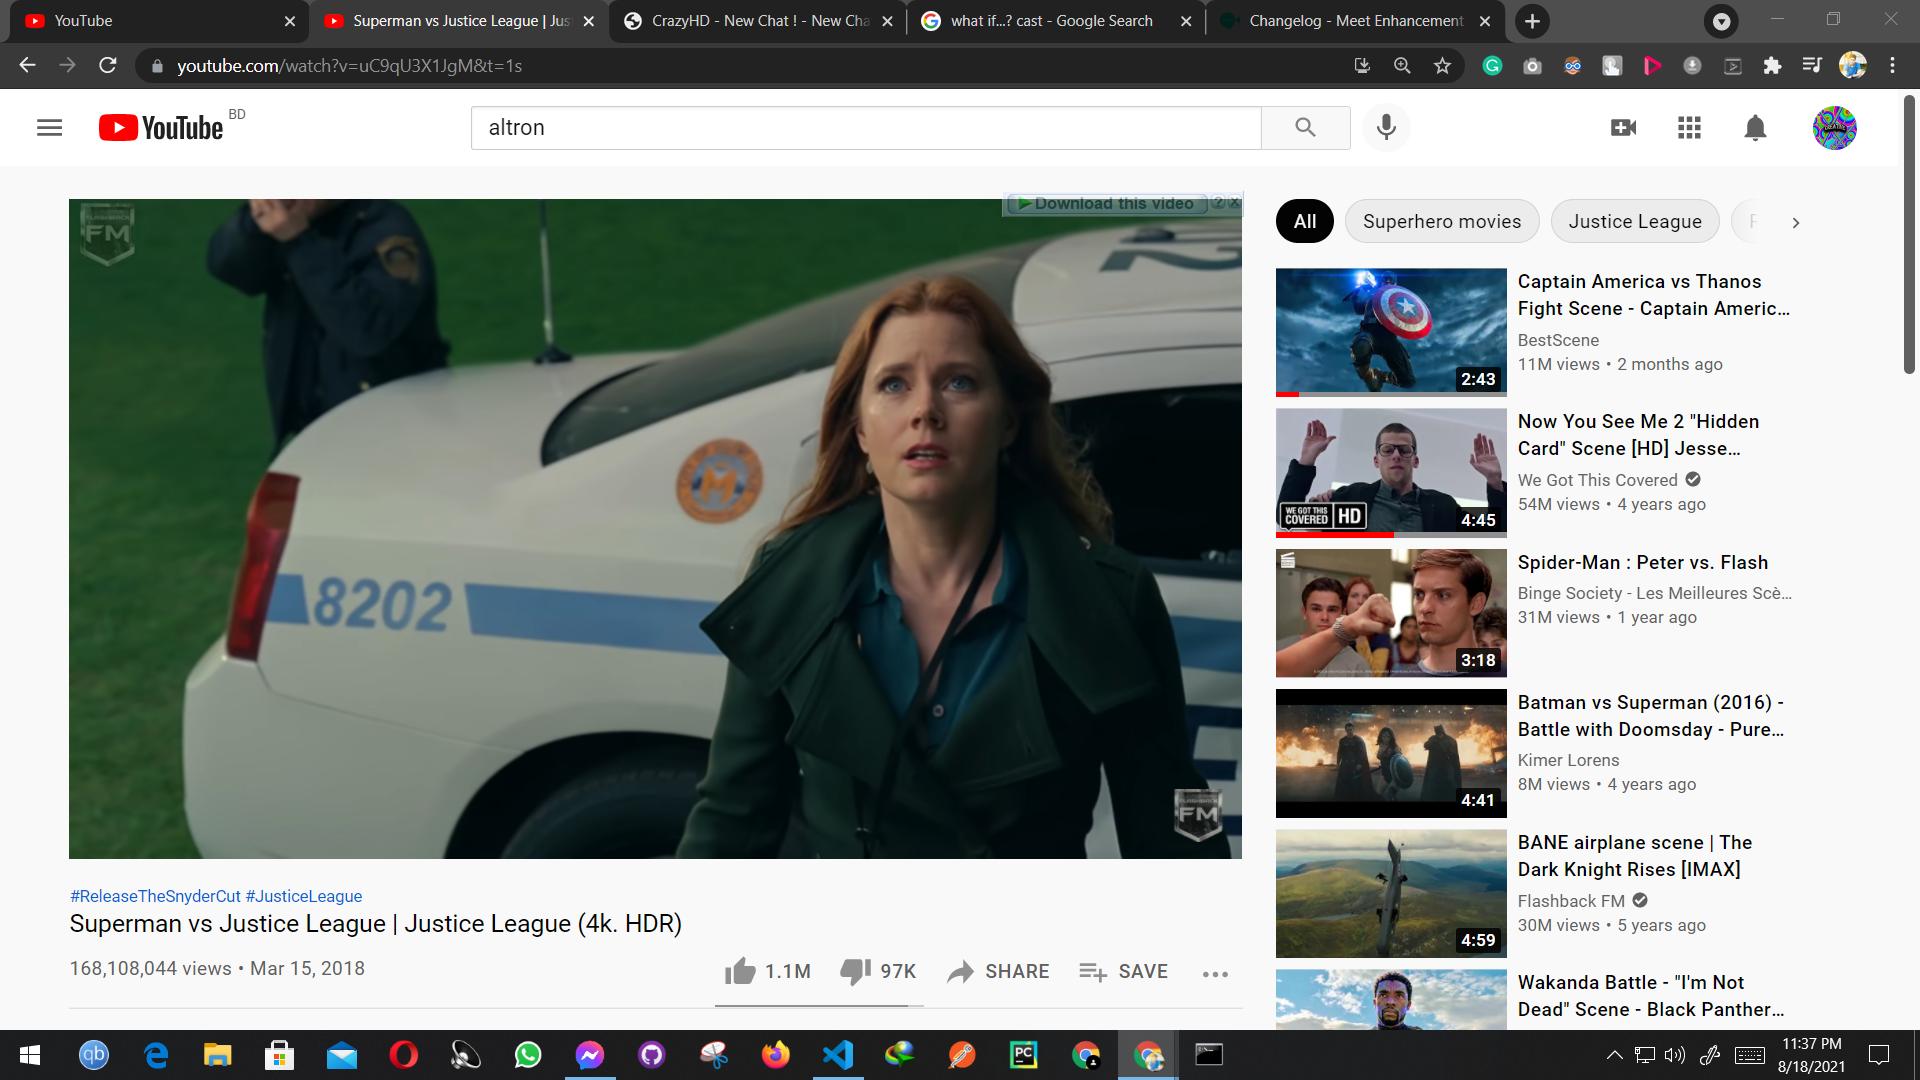 YouTube
Superman vs Justice League | Jus
CrazyHD - New Chat ! - New Cha
what if...? cast - Google Search
Changelog - Meet Enhancement
youtube.com/watch?v=uC9qU3X1JgM&t=1s
YouTube BD
altron
FLASHBACK
FM
Download this video
8202
M
FLASHBACK
FM
#ReleaseTheSnyderCut #JusticeLeague
Superman vs Justice League | Justice League (4k. HDR)
168,108,044 views • Mar 15, 2018
1.1M
97K
SHARE
SAVE
All
Superhero movies
Justice League
Captain America vs Thanos
Fight Scene - Captain Americ...
BestScene
11M views • 2 months ago
2:43
Now You See Me 2 "Hidden
Card" Scene [HD] Jesse...
We Got This Covered
54M views • 4 years ago
WE GOT THIS
COVERED HD
4:45
Spider-Man : Peter vs. Flash
Binge Society - Les Meilleures Scè...
31M views • 1 year ago
3:18
Batman vs Superman (2016) -
Battle with Doomsday - Pure...
Kimer Lorens
8M views • 4 years ago
4:41
BANE airplane scene | The
Dark Knight Rises [IMAX]
Flashback FM
30M views • 5 years ago
4:59
Wakanda Battle - "I'm Not
Dead" Scene - Black Panther...
qb
PC
11:37 PM
8/18/2021